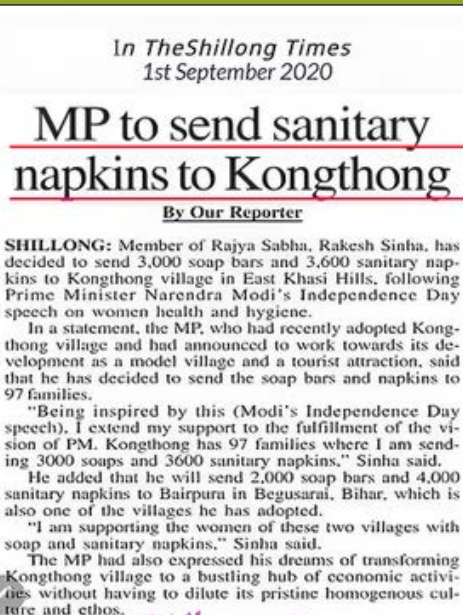 In TheShillong Times
1st September 2020
MP to send sanitary
napkins to Kongthong
By Our Reporter
SHILLONG: Member of Rajya Sabha, Rakesh Sinha, has
decided to send 3,000 soap bars and 3,600 sanitary nap-
kins to Kongthong village in East Khasi Hills, following
Prime Minister Narendra Modi's Independence Day
speech on women health and hygiene.
In a statement, the MP, who had recently adopted Kong-
thong village and had announced to work towards its de-
velopment as a model village and a tourist attraction, said
that he has decided to send the soap bars and napkins to
97 families.
"Being inspired by this (Modi's Independence Day
speech), I extend my support to the fulfillment of the vi-
sion of PM. Kongthong has 97 families where I am send-
ing 3000 soaps and 3600 sanitary napkins," Sinha said.
He added that he will send 2,000 soap bars and 4,000
sanitary napkins to Bairpura in Begusarai, Bihar, which is
also one of the villages he has adopted.
"I am supporting the women of these two villages with
soap and sanitary napkins," Sinha said.
The MP had also expressed his dreams of transforming
Kongthong village to a bustling hub of economic activi-
ties without having to dilute its pristine homogenous cul-
ture and ethos.